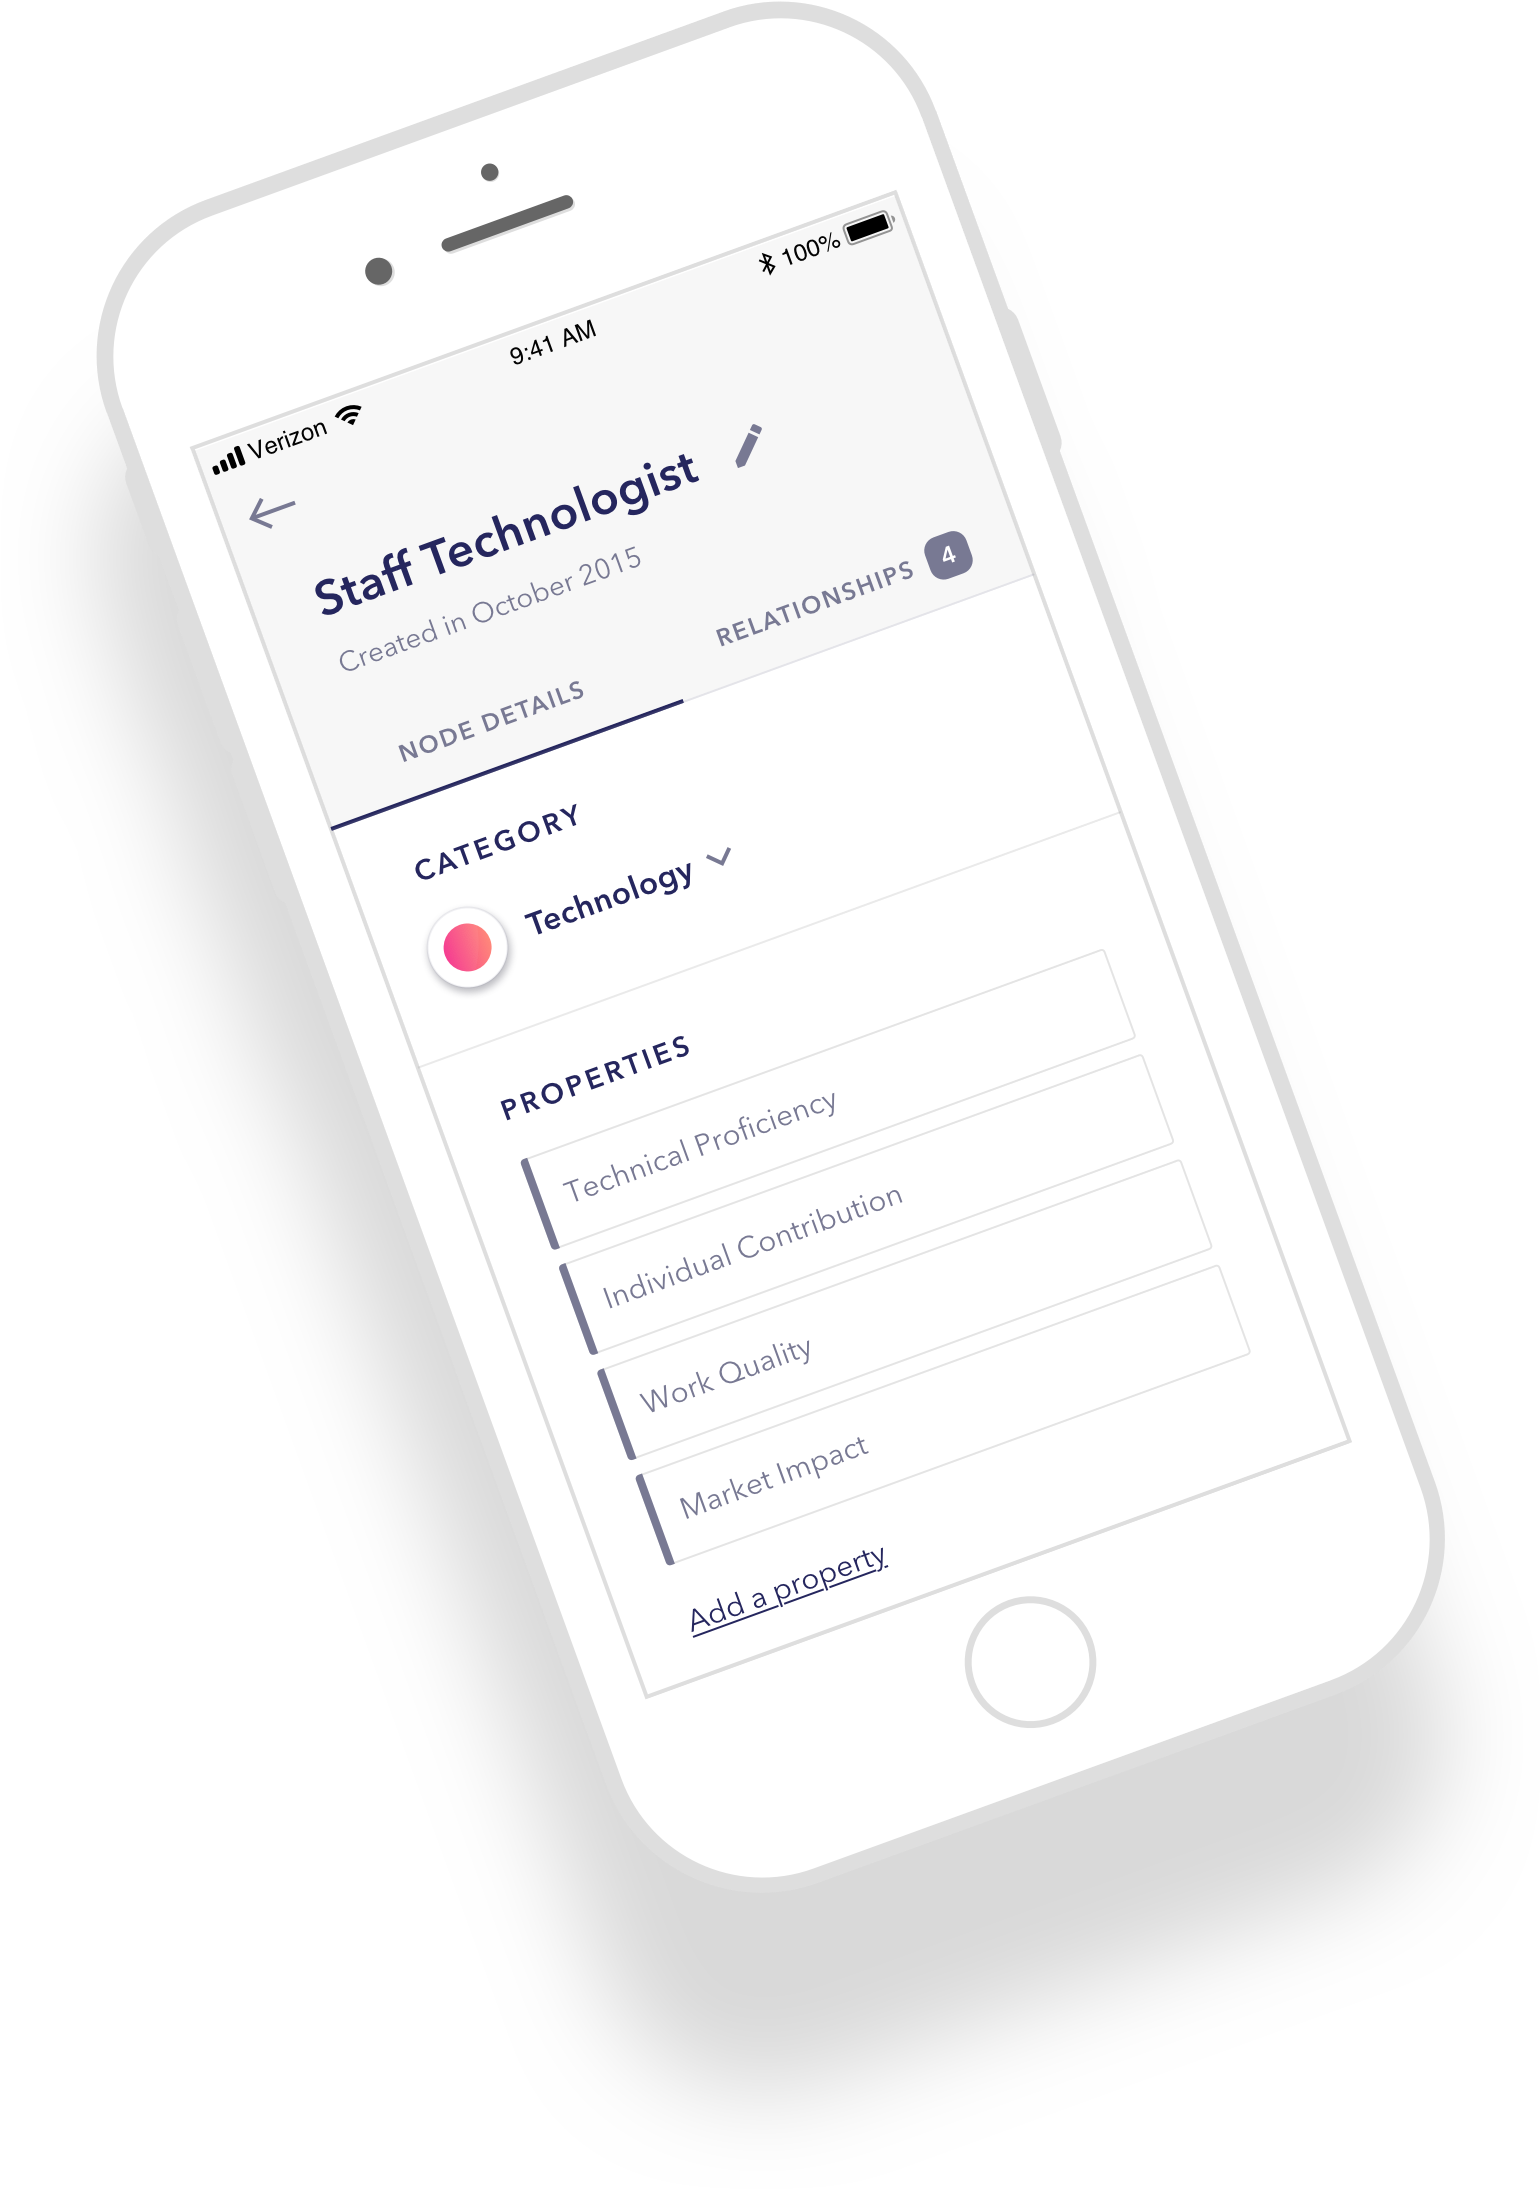 Verizon 9:41 AM 100%
Staff Technologist
Created in October 2015
NODE DETAILS RELATIONSHIPS 4
CATEGORY
Technology
PROPERTIES
Technical Proficiency
Individual Contribution
Work Quality
Market Impact
Add a property